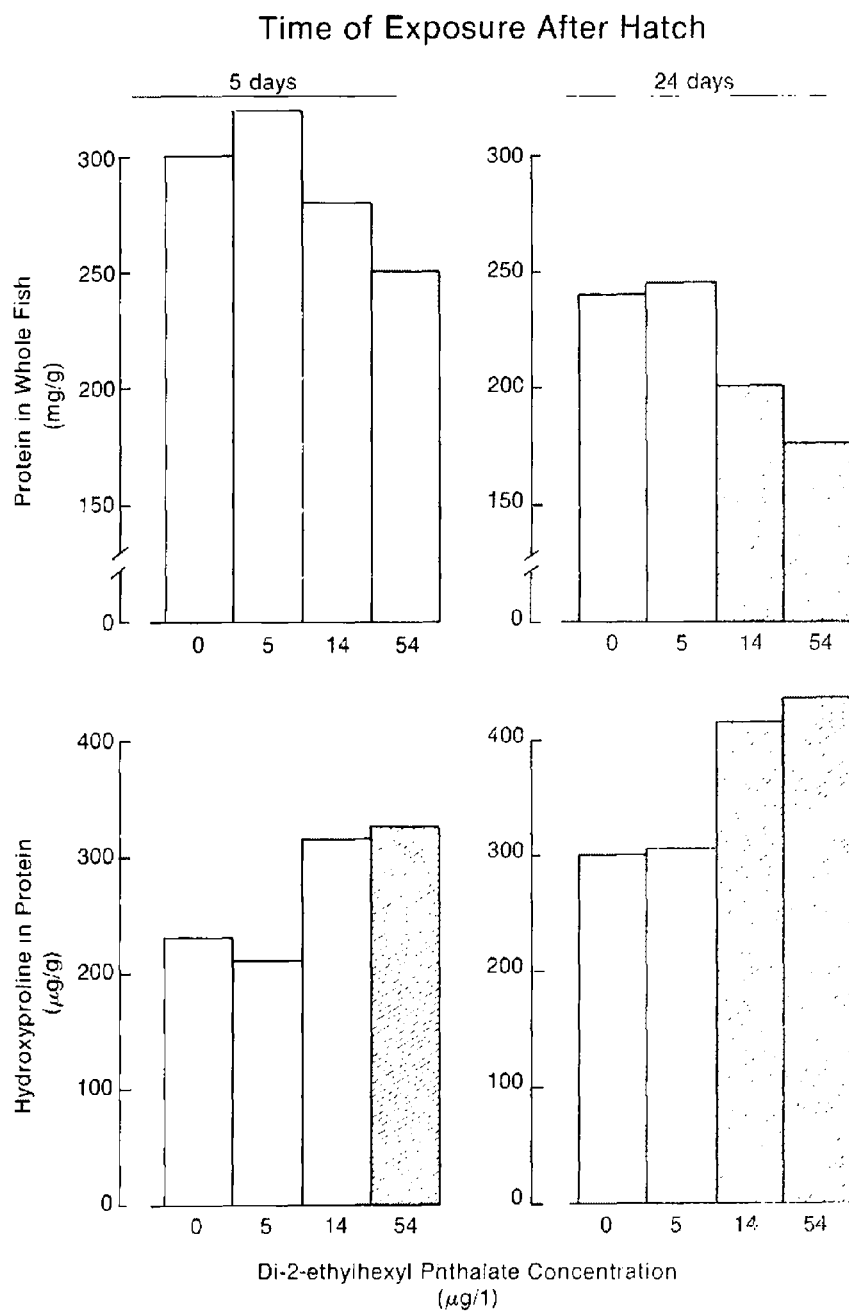 Time of Exposure After Hatch
5 days
24 days
Protein in Whole Fish
(mg/g)
300
250
200
150
0
0 5 14 54
300
250
200
150
0
0 5 14 54
Hydroxyproline in Protein
(μg/g)
400
300
200
100
0
0 5 14 54
400
300
200
100
0
0 5 14 54
Di-2-ethylhexyl Phthalate Concentration
(μg/1)